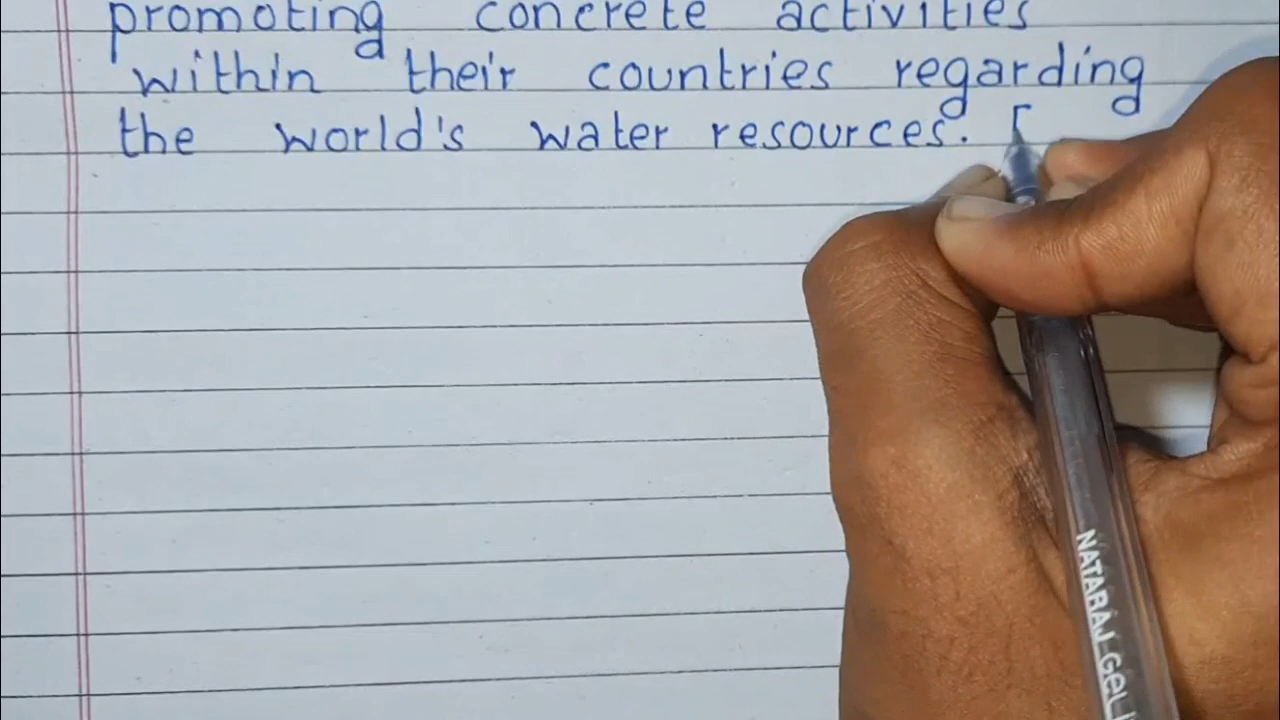 promoting concrete activities
within their countries regarding
the world's water resources.
NATARAJ GEL